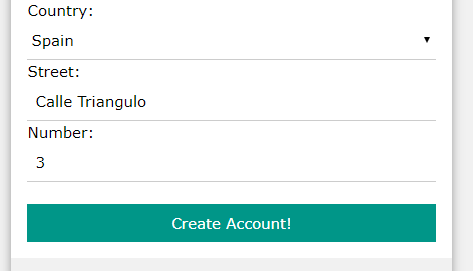 Country:
Spain
Street:
Calle Triangulo
Number:
3
Create Account!